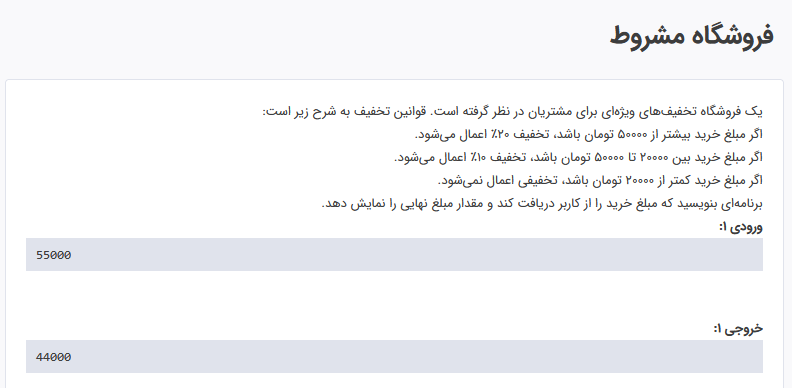 فروشگاه مشروط
یک فروشگاه تخفیف‌های ویژه‌ای برای مشتریان در نظر گرفته است. قوانین تخفیف به شرح زیر است:
اگر مبلغ خرید بیشتر از ۵۰۰۰۰ تومان باشد، تخفیف ۲۰٪ اعمال می‌شود.
اگر مبلغ خرید بین ۲۰۰۰۰ تا ۵۰۰۰۰ تومان باشد، تخفیف ۱۰٪ اعمال می‌شود.
اگر مبلغ خرید کمتر از ۲۰۰۰۰ تومان باشد، تخفیفی اعمال نمی‌شود.
برنامه‌ای بنویسید که مبلغ خرید را از کاربر دریافت کند و مقدار مبلغ نهایی را نمایش دهد.
ورودی ۱:
55000
خروجی ۱:
44000